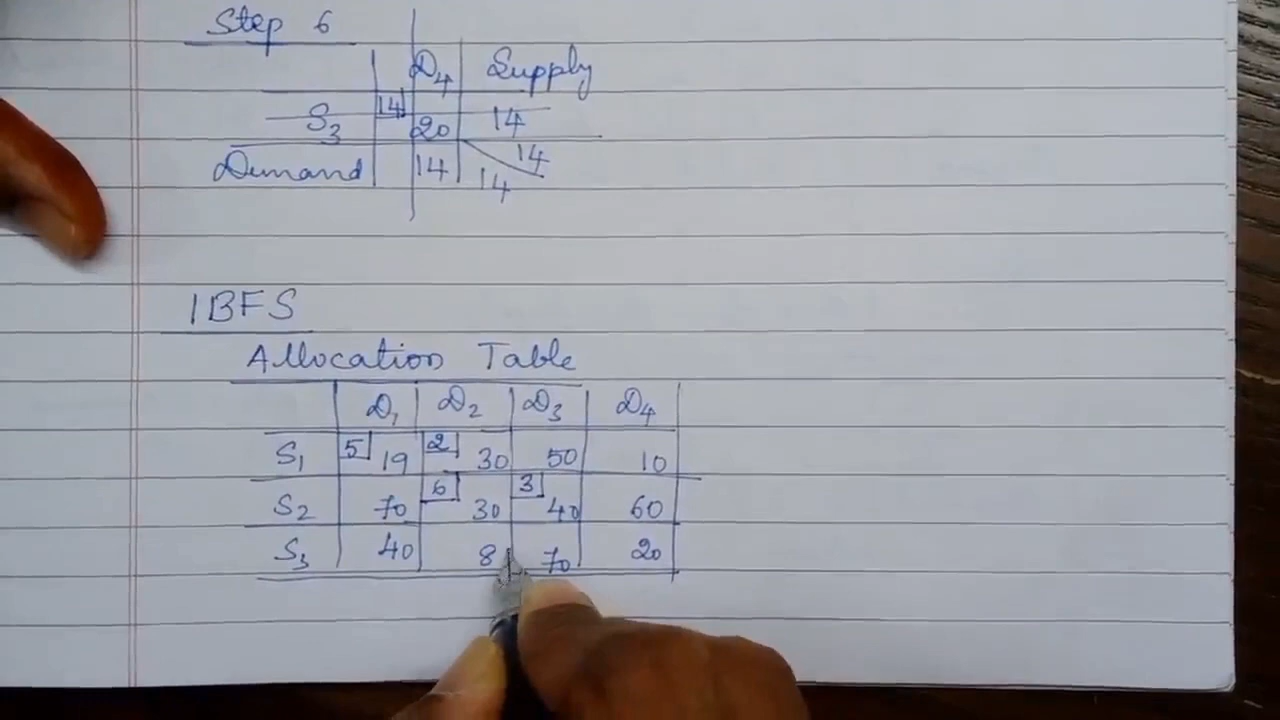 Step 6
D4 Supply
S3 14 20 14
Demand 14 14 14
IBFS
Allocation Table
D1 D2 D3 D4
S1 5 19 2 30 50 10
S2 70 6 30 3 40 60
S3 40 8 70 20